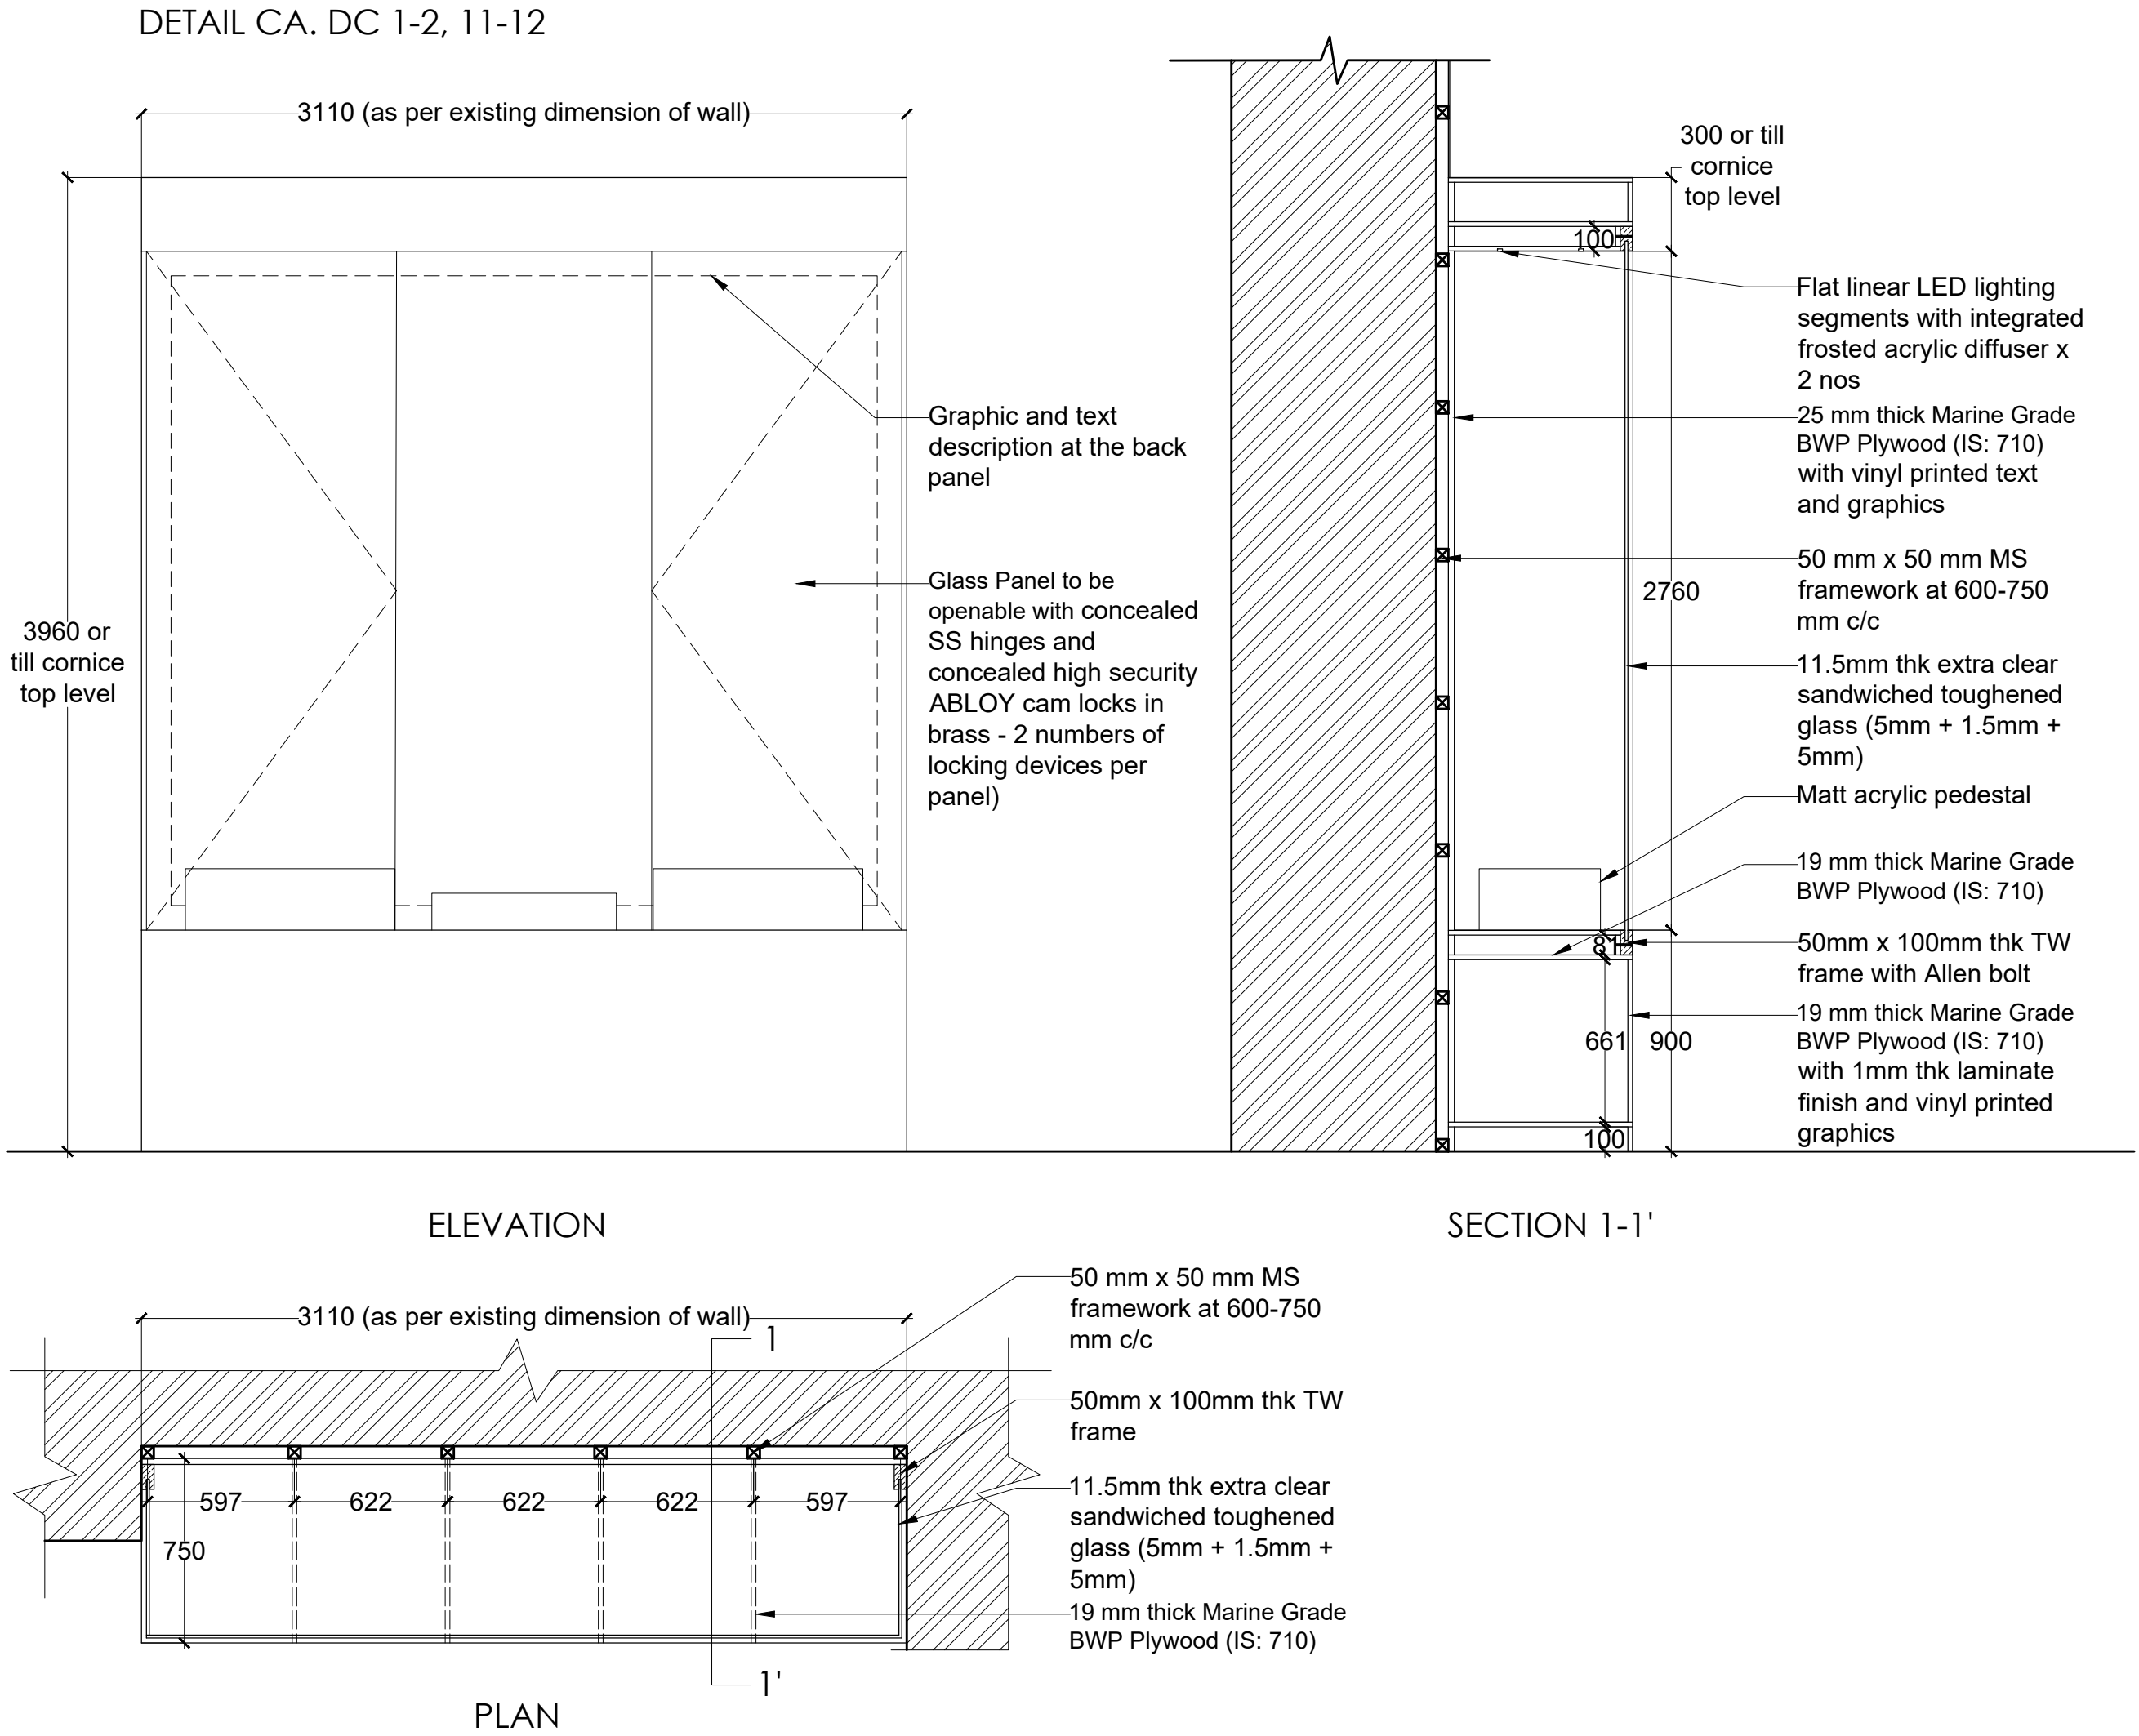 DETAIL CA. DC 1-2, 11-12
3110 (as per existing dimension of wall)
3960 or
till cornice
top level
Graphic and text
description at the back
panel
Glass Panel to be
openable with concealed
SS hinges and
concealed high security
ABLOY cam locks in
brass - 2 numbers of
locking devices per
panel)
ELEVATION
300 or till
cornice
top level
100
2760
81
661
900
100
Flat linear LED lighting
segments with integrated
frosted acrylic diffuser x
2 nos
25 mm thick Marine Grade
BWP Plywood (IS: 710)
with vinyl printed text
and graphics
50 mm x 50 mm MS
framework at 600-750
mm c/c
11.5mm thk extra clear
sandwiched toughened
glass (5mm + 1.5mm +
5mm)
Matt acrylic pedestal
19 mm thick Marine Grade
BWP Plywood (IS: 710)
50mm x 100mm thk TW
frame with Allen bolt
19 mm thick Marine Grade
BWP Plywood (IS: 710)
with 1mm thk laminate
finish and vinyl printed
graphics
SECTION 1-1'
3110 (as per existing dimension of wall)
1
597 622 622 622 597
750
1'
50 mm x 50 mm MS
framework at 600-750
mm c/c
50mm x 100mm thk TW
frame
11.5mm thk extra clear
sandwiched toughened
glass (5mm + 1.5mm +
5mm)
19 mm thick Marine Grade
BWP Plywood (IS: 710)
PLAN